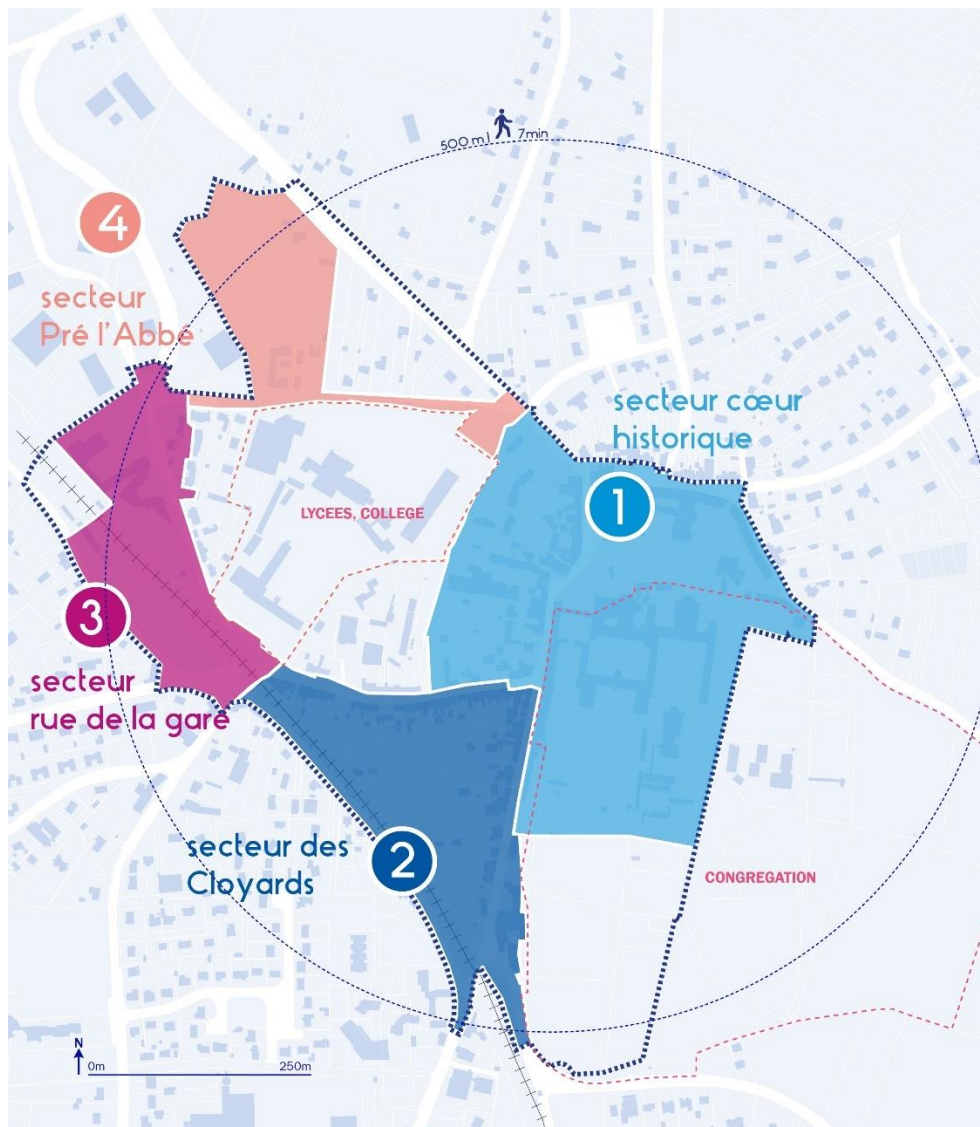 500 m | 7min
4
secteur
Pré l'Abbé
secteur cœur
historique
1
LYCEES, COLLEGE
3
secteur
rue de la gare
secteur des
Cloyards
2
CONGREGATION
N
0m
250m